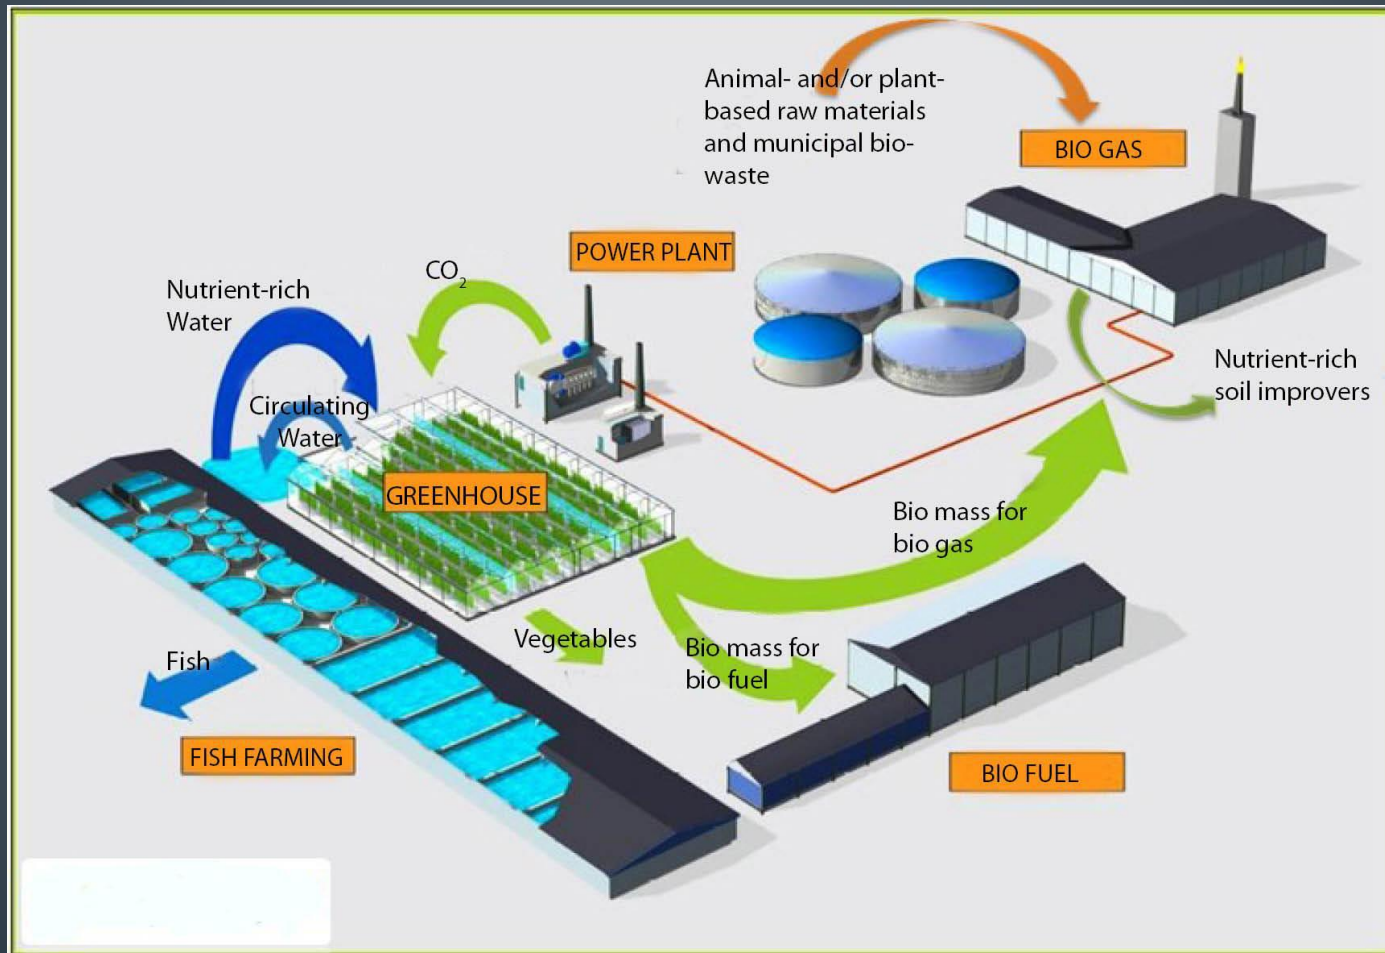 Animal- and/or plant-
based raw materials
and municipal bio-
waste
BIO GAS
POWER PLANT
CO₂
Nutrient-rich
Water
Nutrient-rich
soil improvers
Circulating
Water
GREENHOUSE
Bio mass for
bio gas
Vegetables
Bio mass for
bio fuel
Fish
FISH FARMING
BIO FUEL